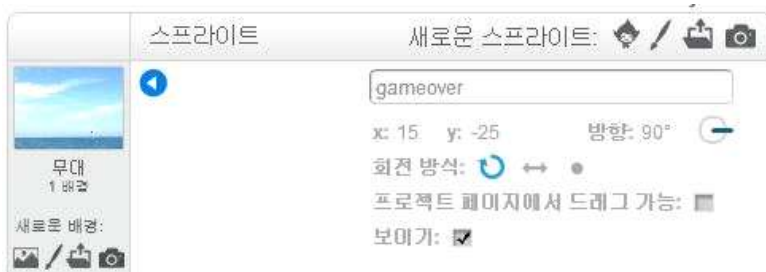 스프라이트
새로운 스프라이트:
gameover
x: 15 y: -25 방향: 90°
회전 방식:
프로젝트 페이지에서 드래그 가능:
보이기:
무대
1 배경
새로운 배경: